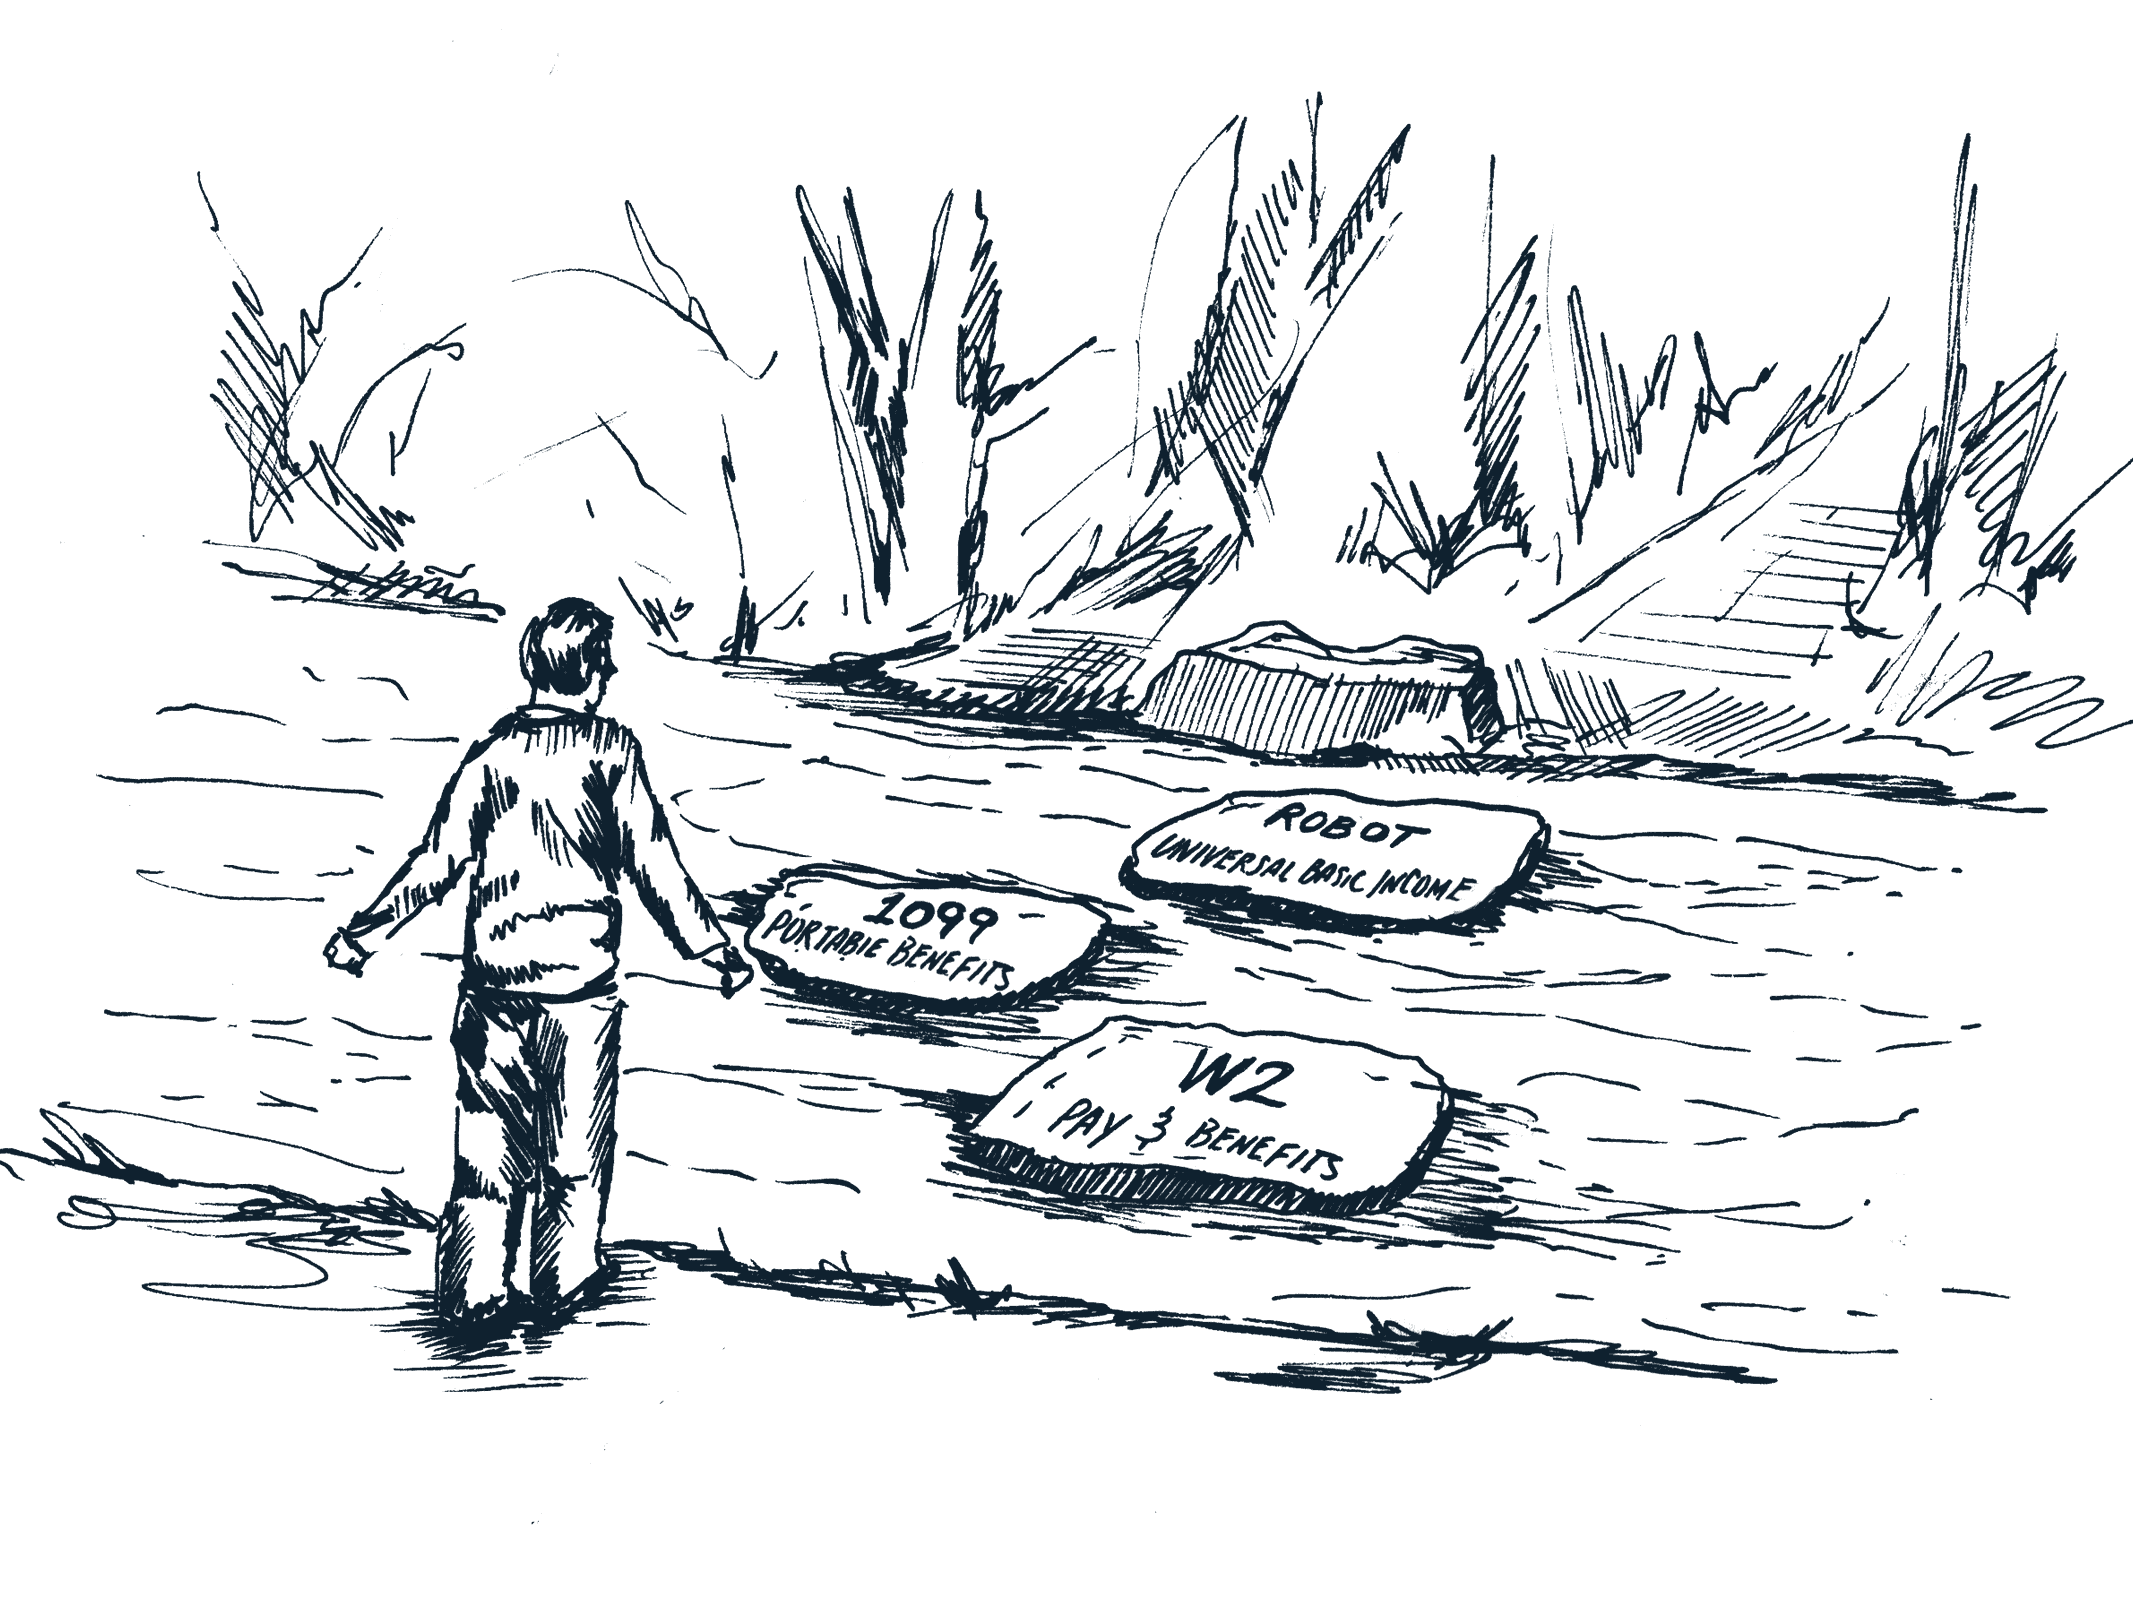 ROBOT
UNIVERSAL BASIC INCOME
1099
PORTABLE BENEFITS
W2
PAY & BENEFITS